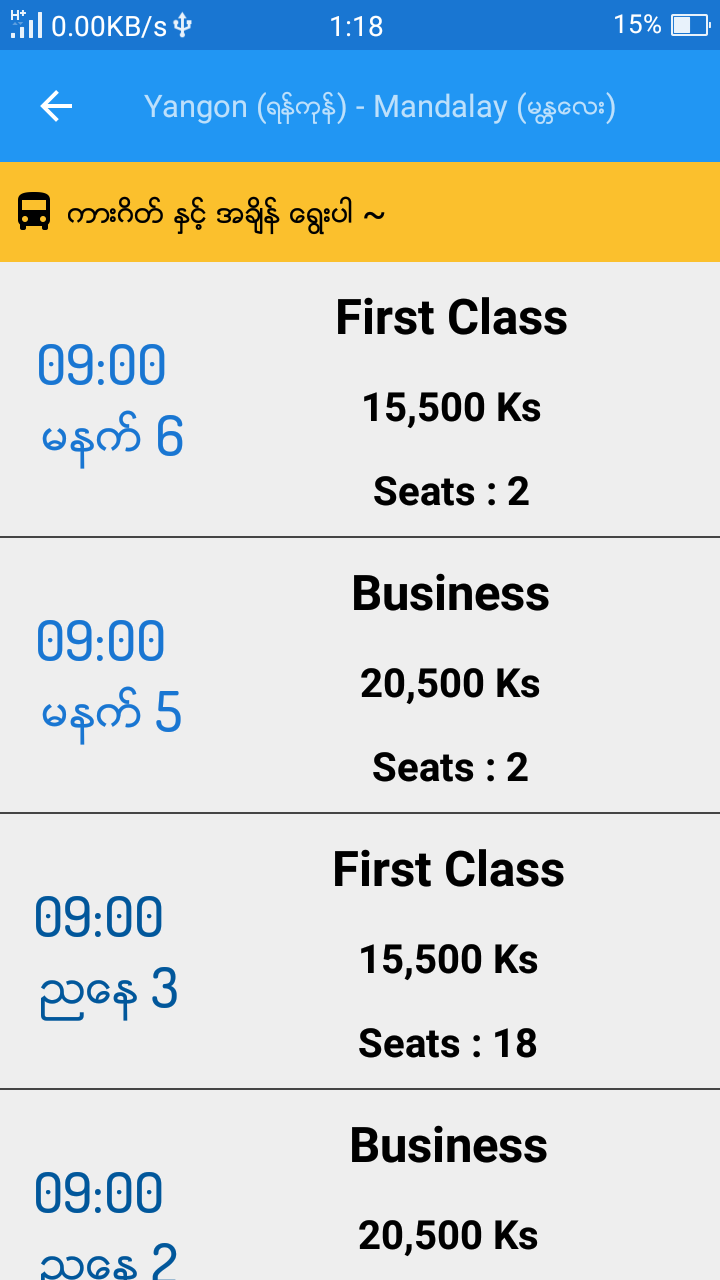 H+ 0.00KB/s 1:18 15%
Yangon (ရန်ကုန်) - Mandalay (မန္တလေး)
ကားဂိတ် နှင့် အချိန် ရွေးပါ ~
First Class
09:00
15,500 Ks
မနက် 6
Seats : 2
Business
09:00
20,500 Ks
မနက် 5
Seats : 2
First Class
09:00
15,500 Ks
ညနေ 3
Seats : 18
Business
09:00
20,500 Ks
ညနေ 2